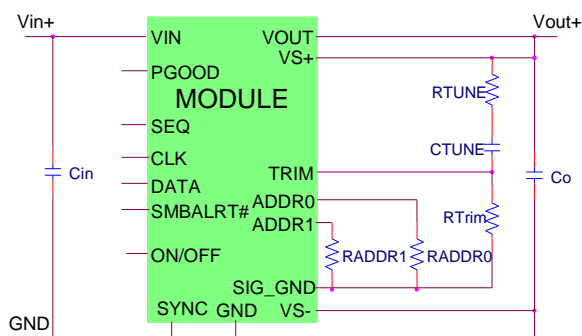 Vin+
Vout+
VIN
VOUT
PGOOD
VS+
RTUNE
MODULE
SEQ
CTUNE
CLK
TRIM
Cin
Co
DATA
ADDR0
SMBALRT#
RTrim
ADDR1
ON/OFF
RADDR1
RADDR0
SIG_GND
SYNC
GND
VS-
GND